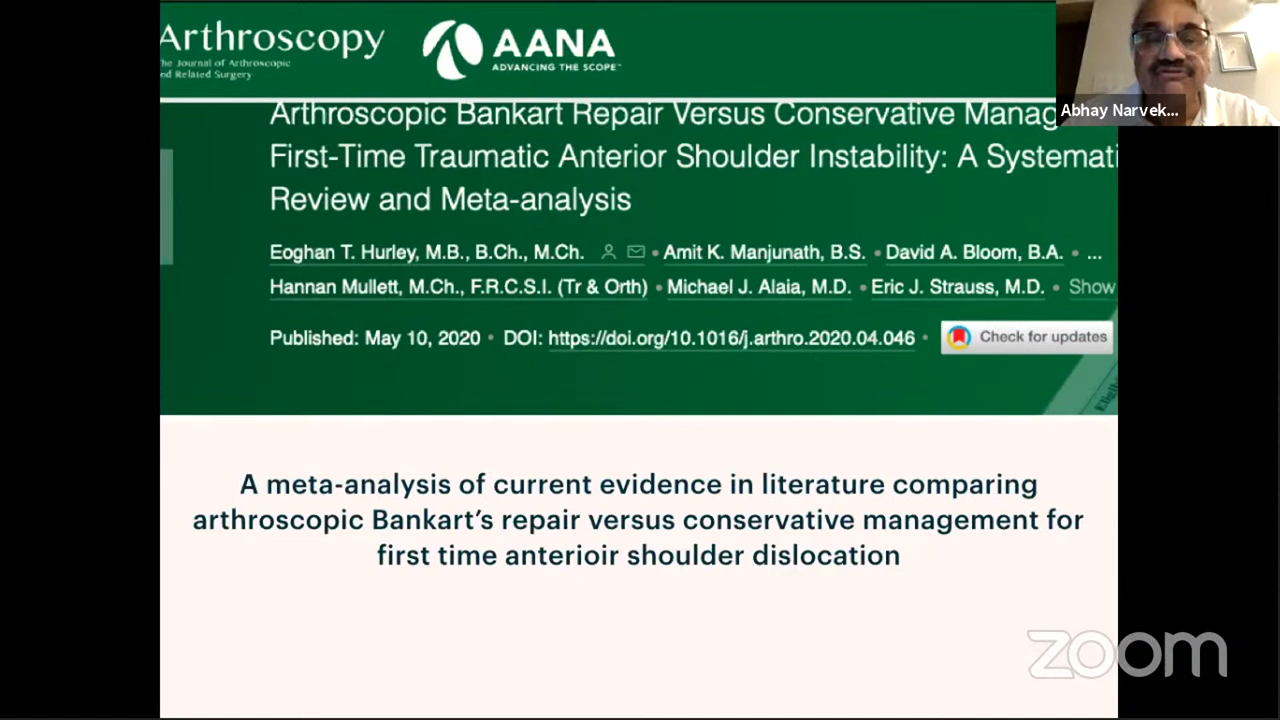 Arthroscopy
The Journal of Arthroscopic
and Related Surgery
AANA
ADVANCING THE SCOPE™
Abhay Narvek...
Arthroscopic Bankart Repair Versus Conservative Manag
First-Time Traumatic Anterior Shoulder Instability: A Systemati
Review and Meta-analysis
Eoghan T. Hurley, M.B., B.Ch., M.Ch. • Amit K. Manjunath, B.S. • David A. Bloom, B.A. • ...
Hannan Mullett, M.Ch., F.R.C.S.I. (Tr & Orth) • Michael J. Alaia, M.D. • Eric J. Strauss, M.D. • Show
Published: May 10, 2020 • DOI: https://doi.org/10.1016/j.arthro.2020.04.046 • Check for updates
A meta-analysis of current evidence in literature comparing
arthroscopic Bankart’s repair versus conservative management for
first time anterioir shoulder dislocation
zoom